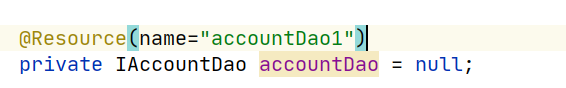 @Resource(name="accountDao1")
private IAccountDao accountDao = null;